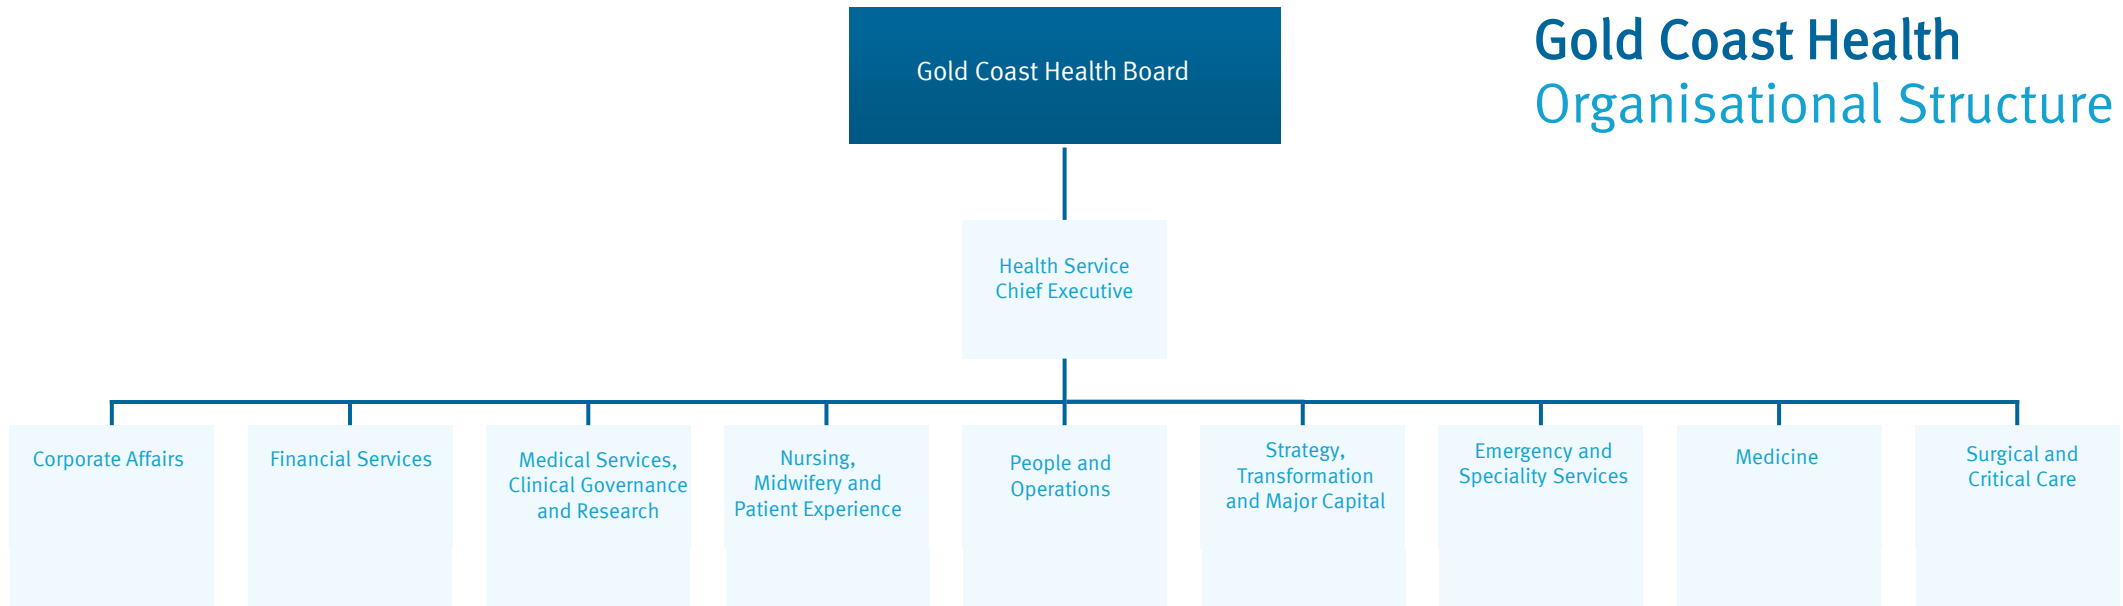 Gold Coast Health
Organisational Structure
Gold Coast Health Board
Health Service
Chief Executive
Corporate Affairs
Financial Services
Medical Services,
Clinical Governance
and Research
Nursing,
Midwifery and
Patient Experience
People and
Operations
Strategy,
Transformation
and Major Capital
Emergency and
Speciality Services
Medicine
Surgical and
Critical Care